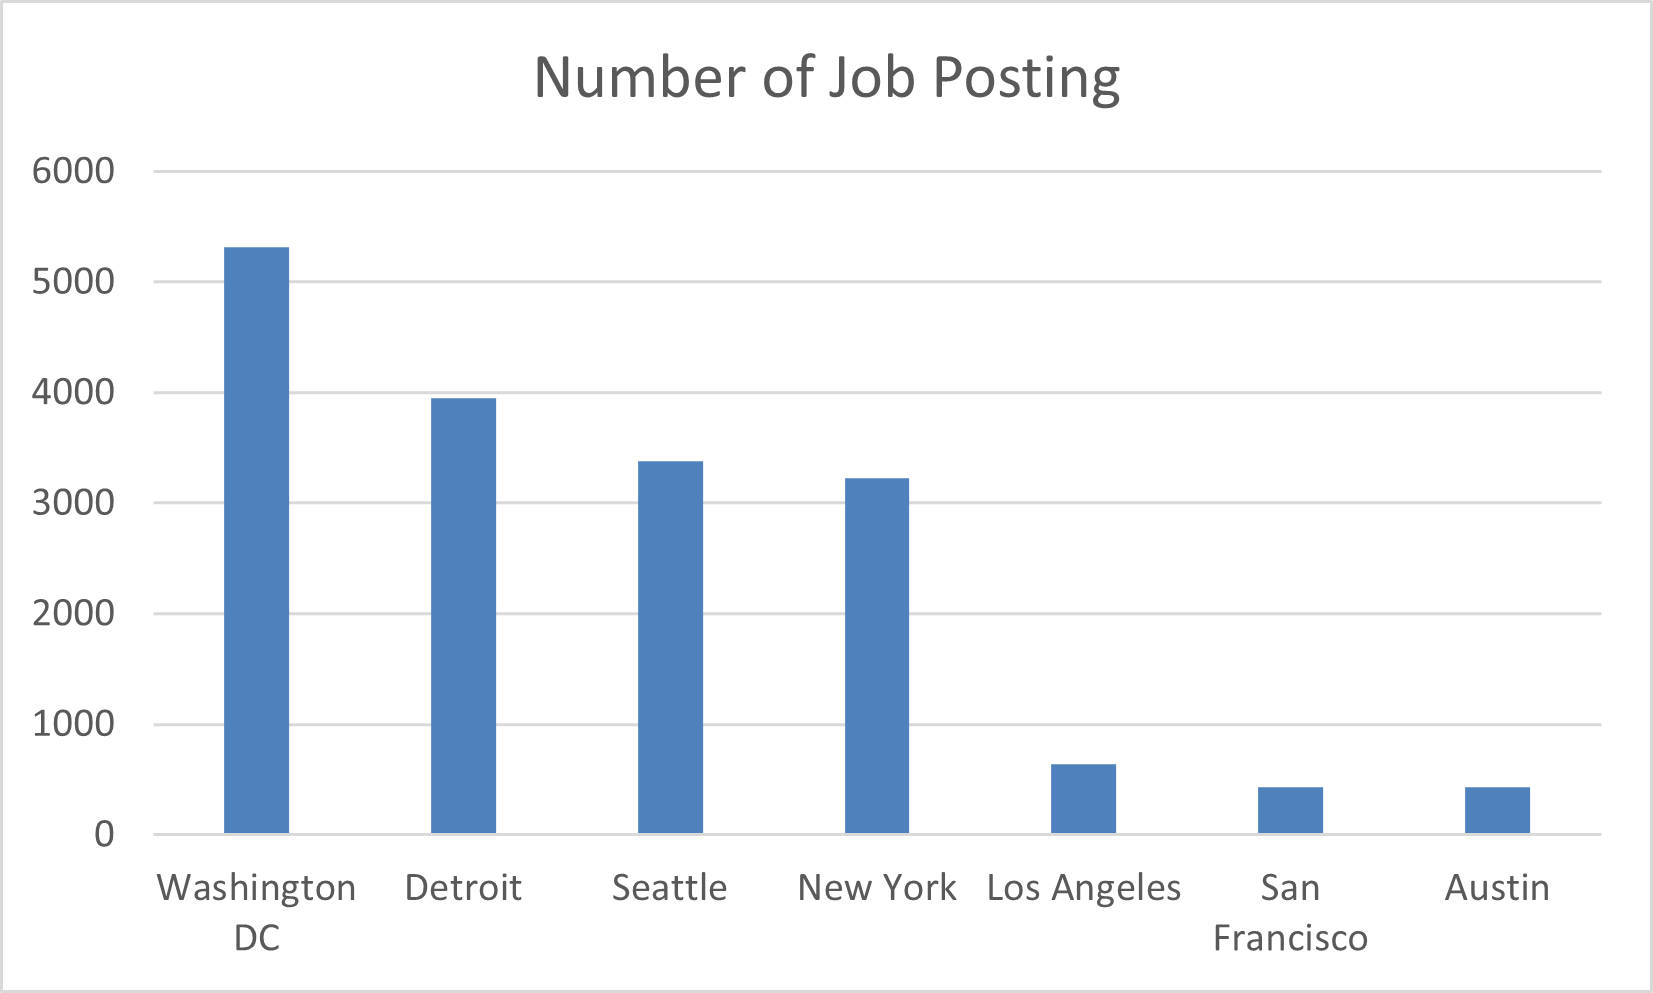 Number of Job Posting
6000
5000
4000
3000
2000
1000
0
Washington DC
Detroit
Seattle
New York
Los Angeles
San Francisco
Austin